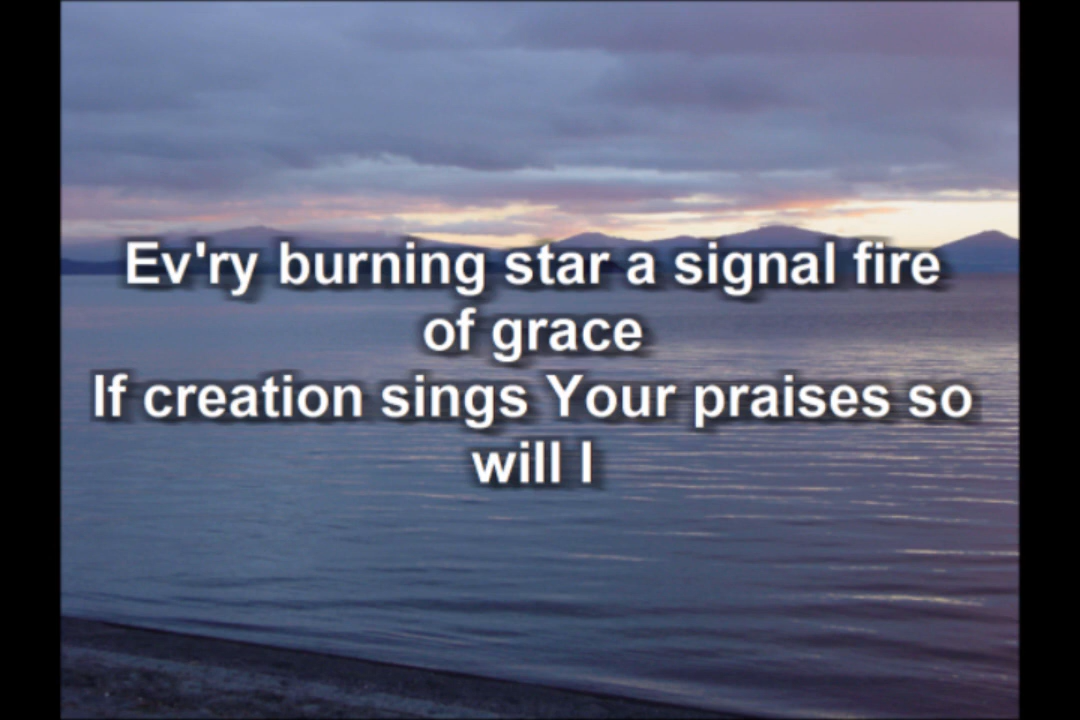 Ev'ry burning star a signal fire
of grace
If creation sings Your praises so
will I